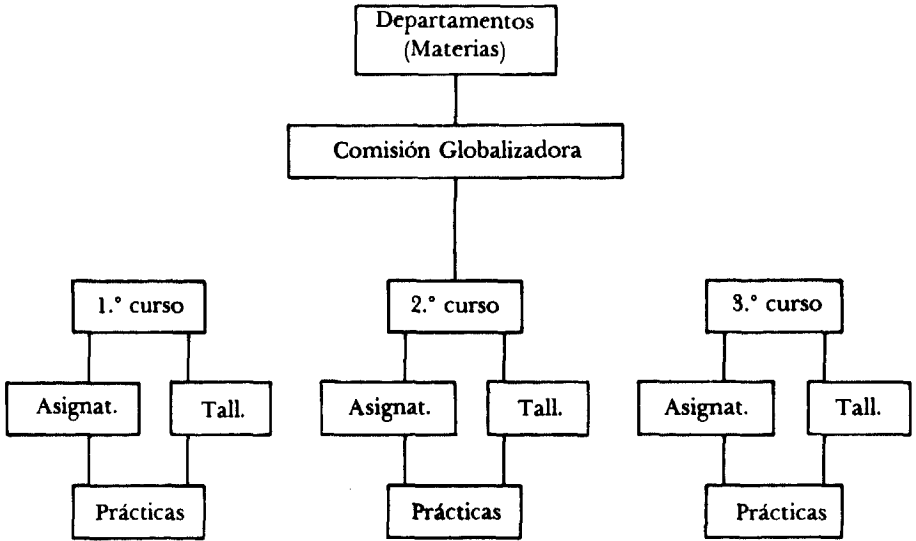 Departamentos
(Materias)
Comisión Globalizadora
1.° curso
2.° curso
3.° curso
Asignat.
Tall.
Asignat.
Tall.
Asignat.
Tall.
Prácticas
Prácticas
Prácticas